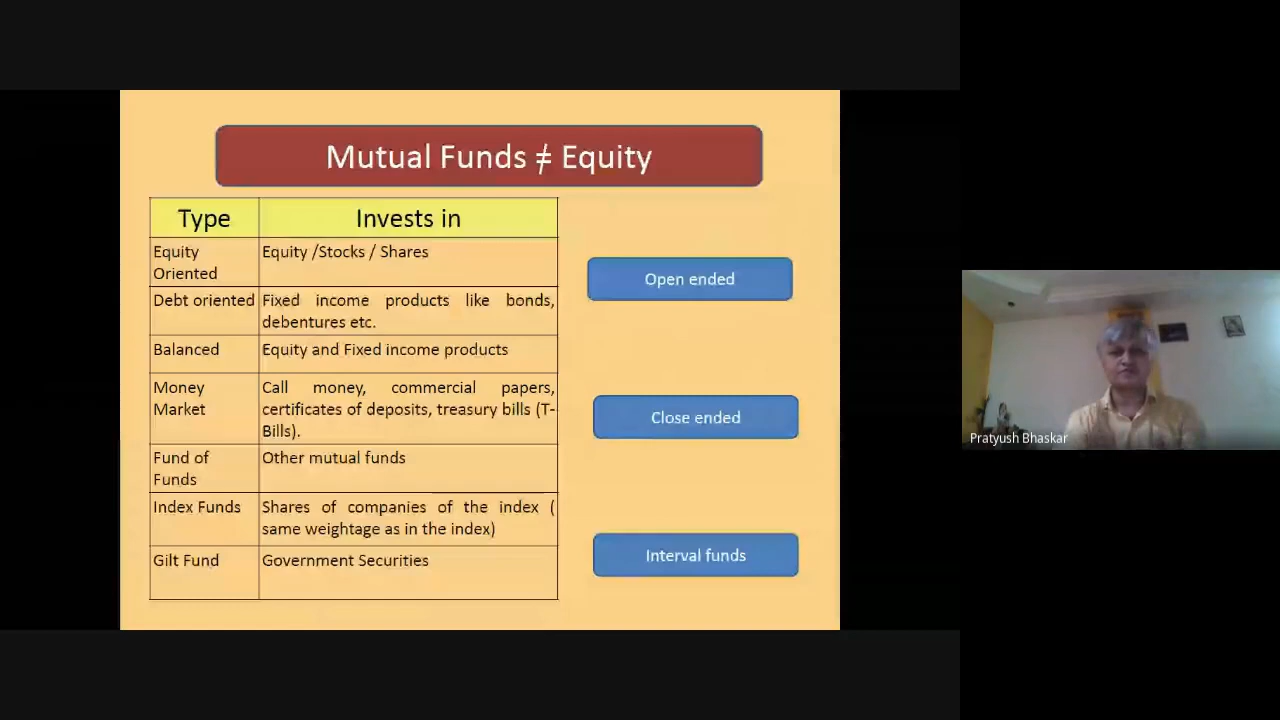 Mutual Funds ≠ Equity
Type
Invests in
Equity
Oriented
Equity /Stocks / Shares
Debt oriented
Fixed income products like bonds,
debentures etc.
Balanced
Equity and Fixed income products
Money
Market
Call money, commercial papers,
certificates of deposits, treasury bills (T-
Bills).
Fund of
Funds
Other mutual funds
Index Funds
Shares of companies of the index (
same weightage as in the index)
Gilt Fund
Government Securities
Open ended
Close ended
Interval funds
Pratyush Bhaskar